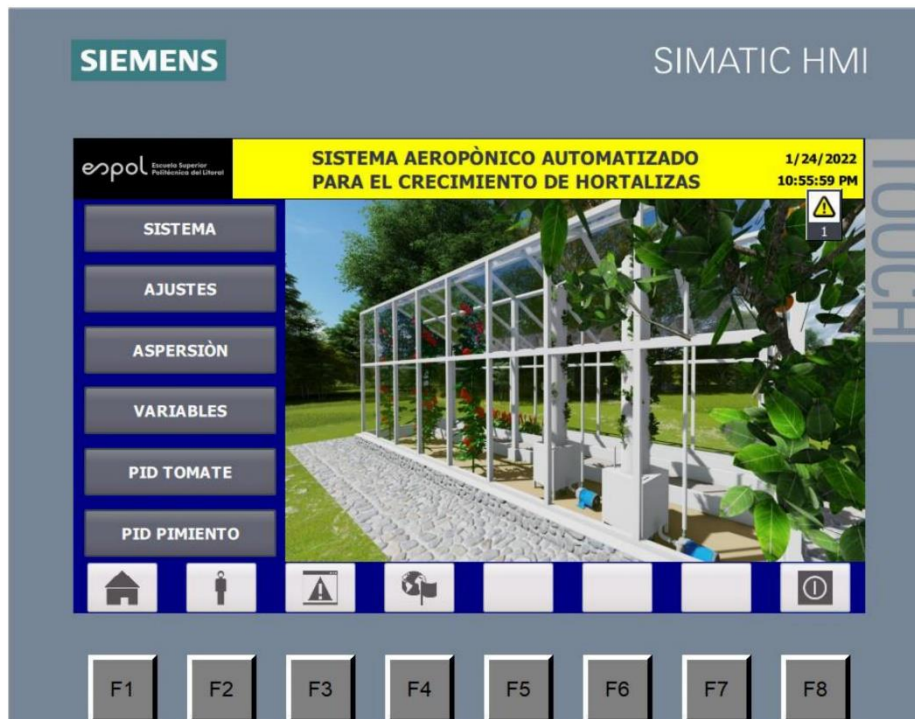 SIEMENS
SIMATIC HMI
TOUCH
espol Escuela Superior
Politécnica del Litoral
SISTEMA AEROPÒNICO AUTOMATIZADO
PARA EL CRECIMIENTO DE HORTALIZAS
1/24/2022
10:55:59 PM
1
SISTEMA
AJUSTES
ASPERSIÒN
VARIABLES
PID TOMATE
PID PIMIENTO
F1
F2
F3
F4
F5
F6
F7
F8